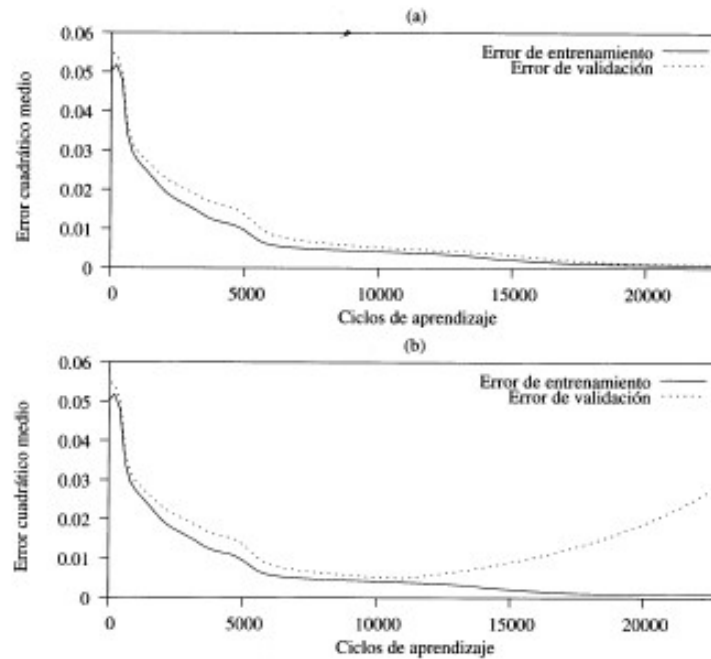 (a)
0.06
0.05
0.04
0.03
0.02
0.01
0
Error cuadrático medio
Error de entrenamiento
Error de validación
0
5000
10000
15000
20000
Ciclos de aprendizaje
(b)
0.06
0.05
0.04
0.03
0.02
0.01
0
Error cuadrático medio
Error de entrenamiento
Error de validación
0
5000
10000
15000
20000
Ciclos de aprendizaje